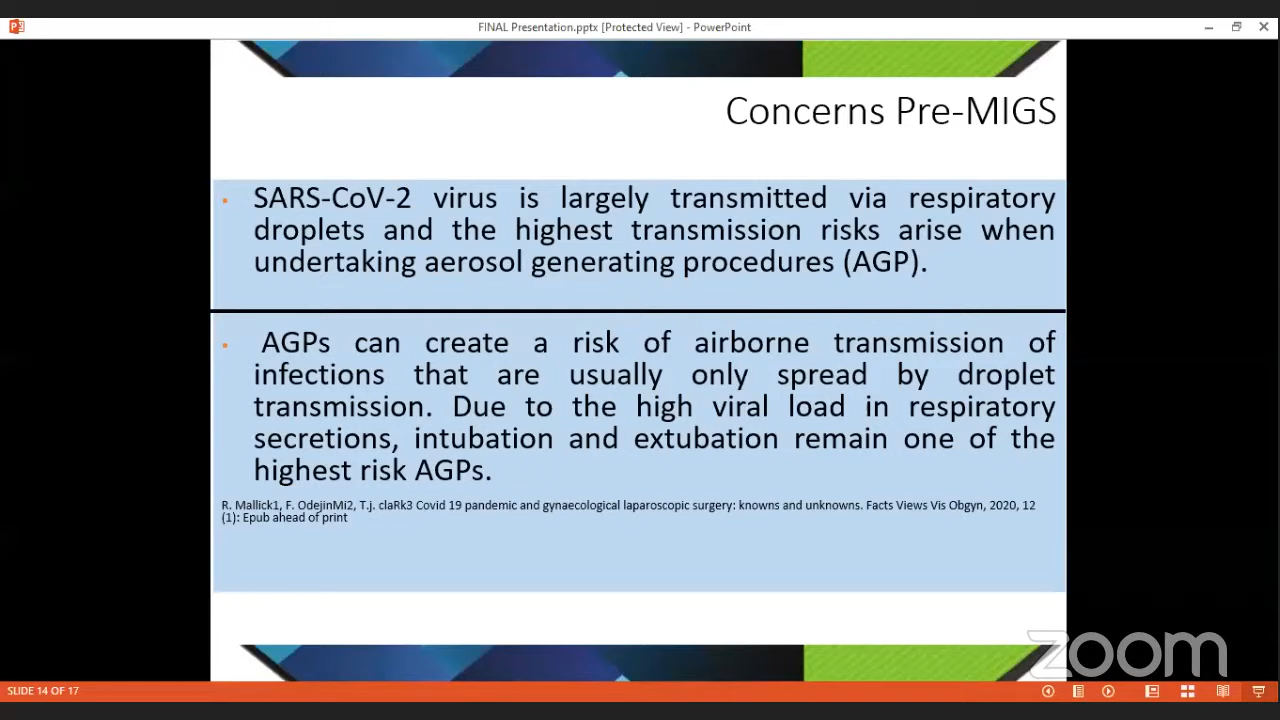 FINAL Presentation.pptx [Protected View] - PowerPoint
Concerns Pre-MIGS
• SARS-CoV-2 virus is largely transmitted via respiratory
droplets and the highest transmission risks arise when
undertaking aerosol generating procedures (AGP).
• AGPs can create a risk of airborne transmission of
infections that are usually only spread by droplet
transmission. Due to the high viral load in respiratory
secretions, intubation and extubation remain one of the
highest risk AGPs.
R. Mallick1, F. OdejinMi2, T.j. claRk3 Covid 19 pandemic and gynaecological laparoscopic surgery: knowns and unknowns. Facts Views Vis Obgyn, 2020, 12
(1): Epub ahead of print
zoom
SLIDE 14 OF 17